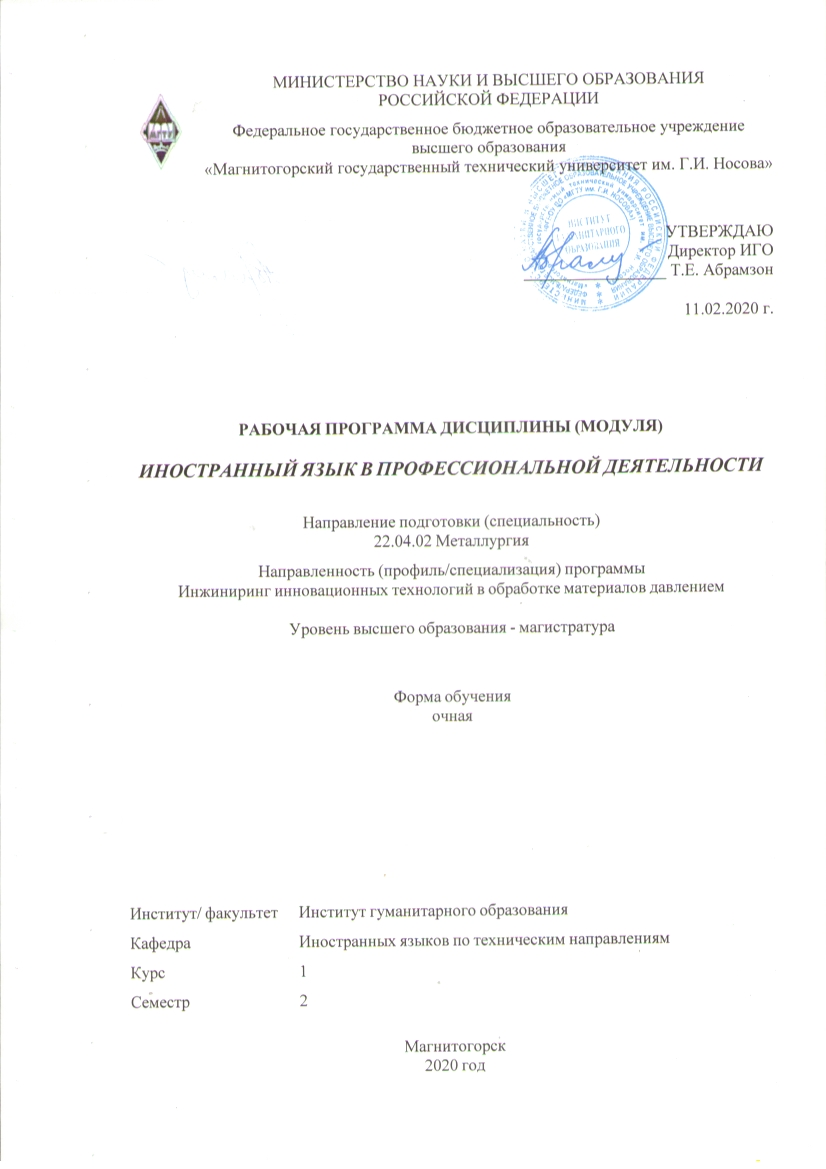 МИНИСТЕРСТВО НАУКИ И ВЫСШЕГО ОБРАЗОВАНИЯ
РОССИЙСКОЙ ФЕДЕРАЦИИ
Федеральное государственное бюджетное образовательное учреждение
высшего образования
«Магнитогорский государственный технический университет им. Г.И. Носова»
УТВЕРЖДАЮ
Директор ИГО
Т.Е. Абрамзон
11.02.2020 г.
ИНСТИТУТ
ГУМАНИТАРНОГО
ОБРАЗОВАНИЯ
РАБОЧАЯ ПРОГРАММА ДИСЦИПЛИНЫ (МОДУЛЯ)
ИНОСТРАННЫЙ ЯЗЫК В ПРОФЕССИОНАЛЬНОЙ ДЕЯТЕЛЬНОСТИ
Направление подготовки (специальность)
22.04.02 Металлургия
Направленность (профиль/специализация) программы
Инжиниринг инновационных технологий в обработке материалов давлением
Уровень высшего образования - магистратура
Форма обучения
очная
Институт/ факультет Институт гуманитарного образования
Кафедра Иностранных языков по техническим направлениям
Курс 1
Семестр 2
Магнитогорск
2020 год